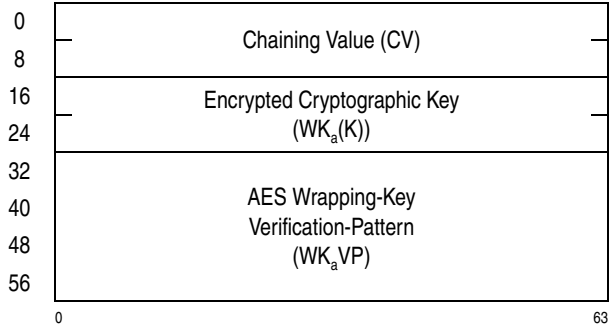 0
Chaining Value (CV)
8
16
Encrypted Cryptographic Key
24
(WKₐ(K))
32
AES Wrapping-Key
40
Verification-Pattern
48
(WKₐVP)
56
0 63